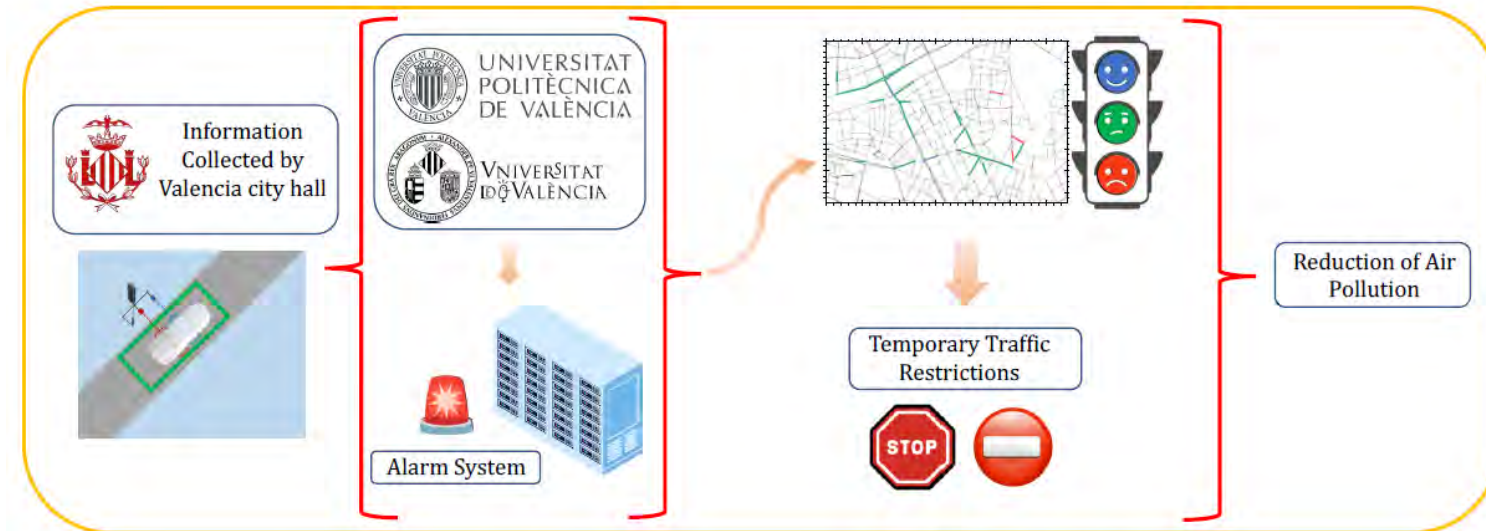 Information
Collected by
Valencia city hall
UNIVERSITAT
POLITÈCNICA
DE VALÈNCIA
VNIVERSITAT
VALÈNCIA
Alarm System
Temporary Traffic
Restrictions
STOP
Reduction of Air
Pollution